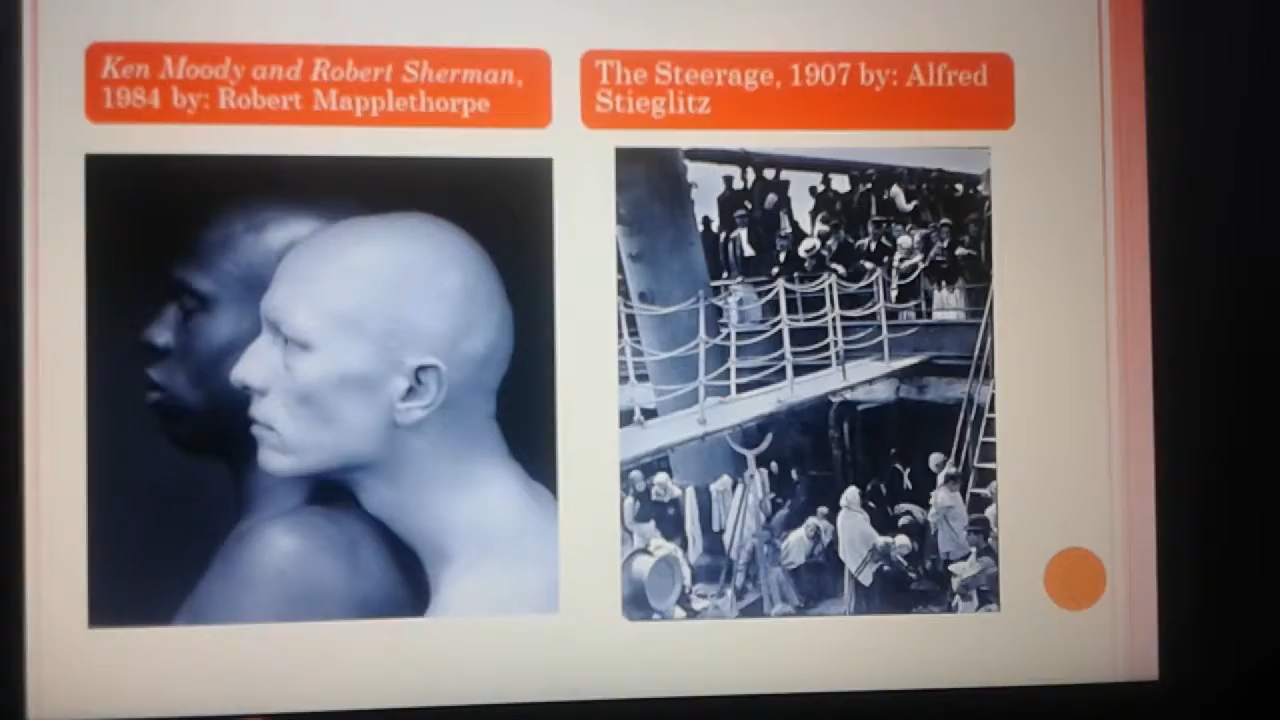 Ken Moody and Robert Sherman,
1984 by: Robert Mapplethorpe
The Steerage, 1907 by: Alfred
Stieglitz